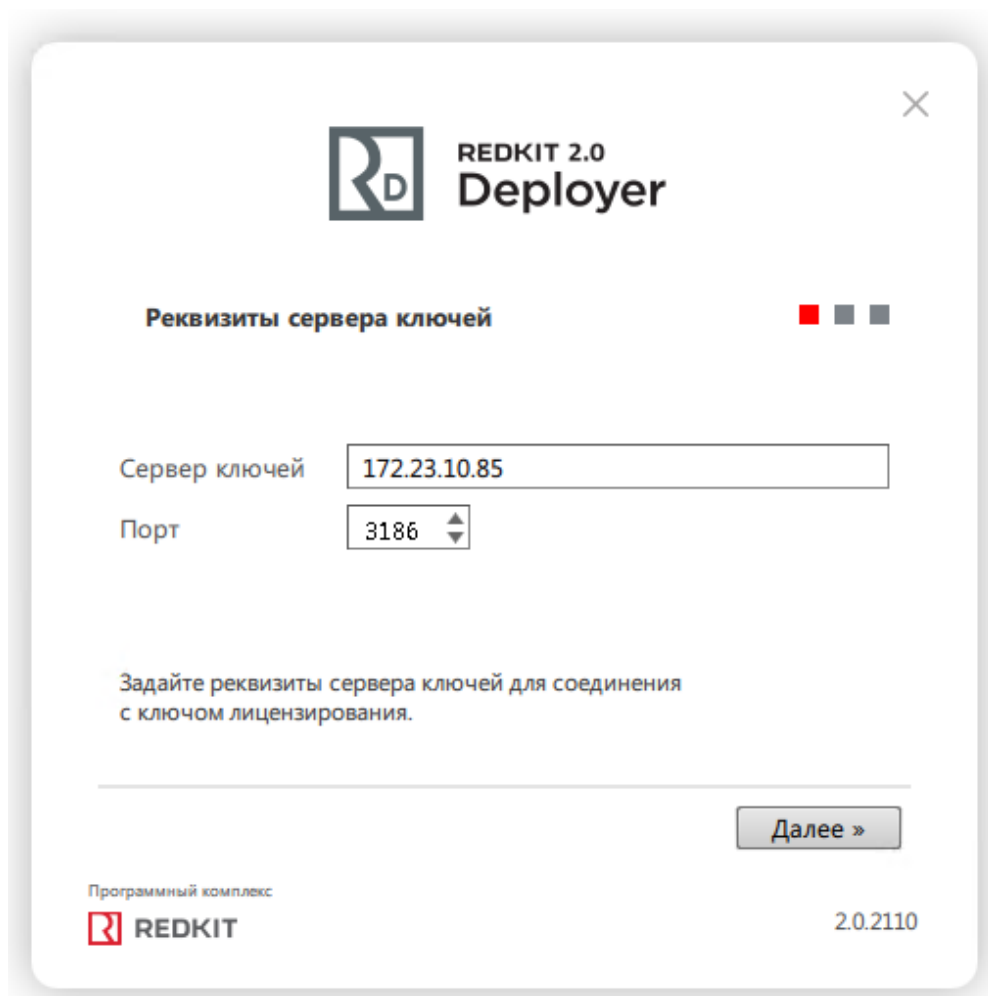 RD
REDKIT 2.0
Deployer
Реквизиты сервера ключей
Сервер ключей 172.23.10.85
Порт 3186
Задайте реквизиты сервера ключей для соединения
с ключом лицензирования.
Далее »
Программный комплекс
REDKIT
2.0.2110